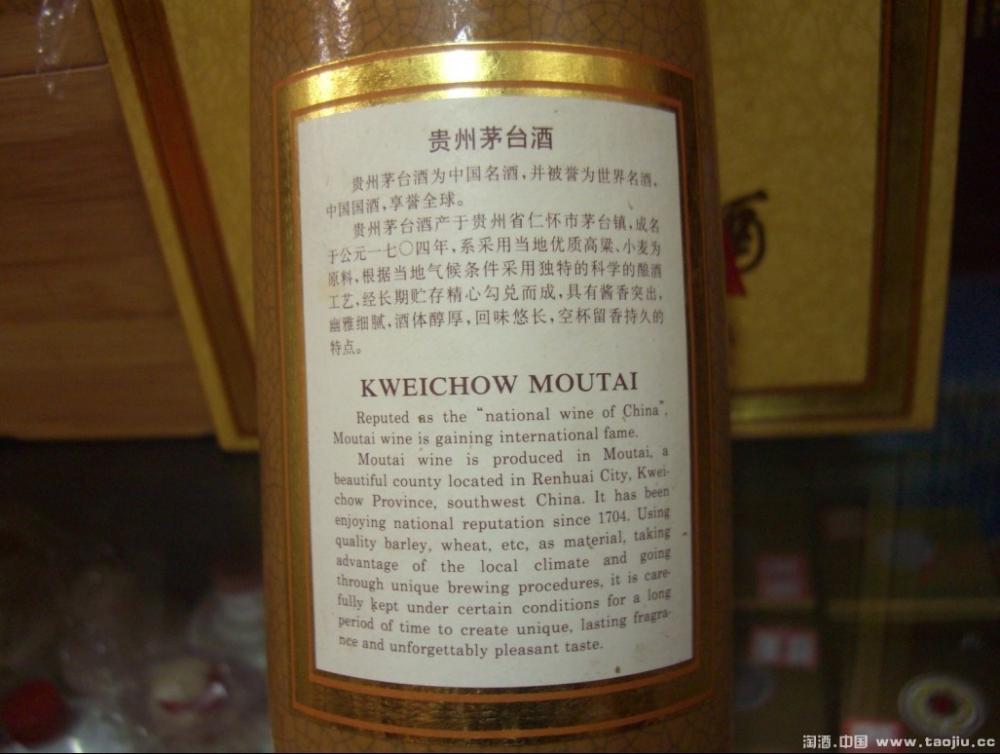 贵州茅台酒
贵州茅台酒为中国名酒，并被誉为世界名酒，
中国国酒，享誉全球。
贵州茅台酒产于贵州省仁怀市茅台镇，成名
于公元一七〇四年，系采用当地优质高粱、小麦为
原料，根据当地气候条件采用独特的科学的酿酒
工艺，经长期贮存精心勾兑而成，具有酱香突出，
幽雅细腻，酒体醇厚，回味悠长，空杯留香持久的
特点。
KWEICHOW MOUTAI
Reputed as the "national wine of China",
Moutai wine is gaining international fame.
Moutai wine is produced in Moutai, a
beautiful county located in Renhuai City, Kwei-
chow Province, southwest China. It has been
enjoying national reputation since 1704. Using
quality barley, wheat, etc, as material, taking
advantage of the local climate and going
through unique brewing procedures, it is care-
fully kept under certain conditions for a long
period of time to create unique, lasting fragra-
nce and unforgettably pleasant taste.
酒
淘酒.中国 www.taojiu.cc